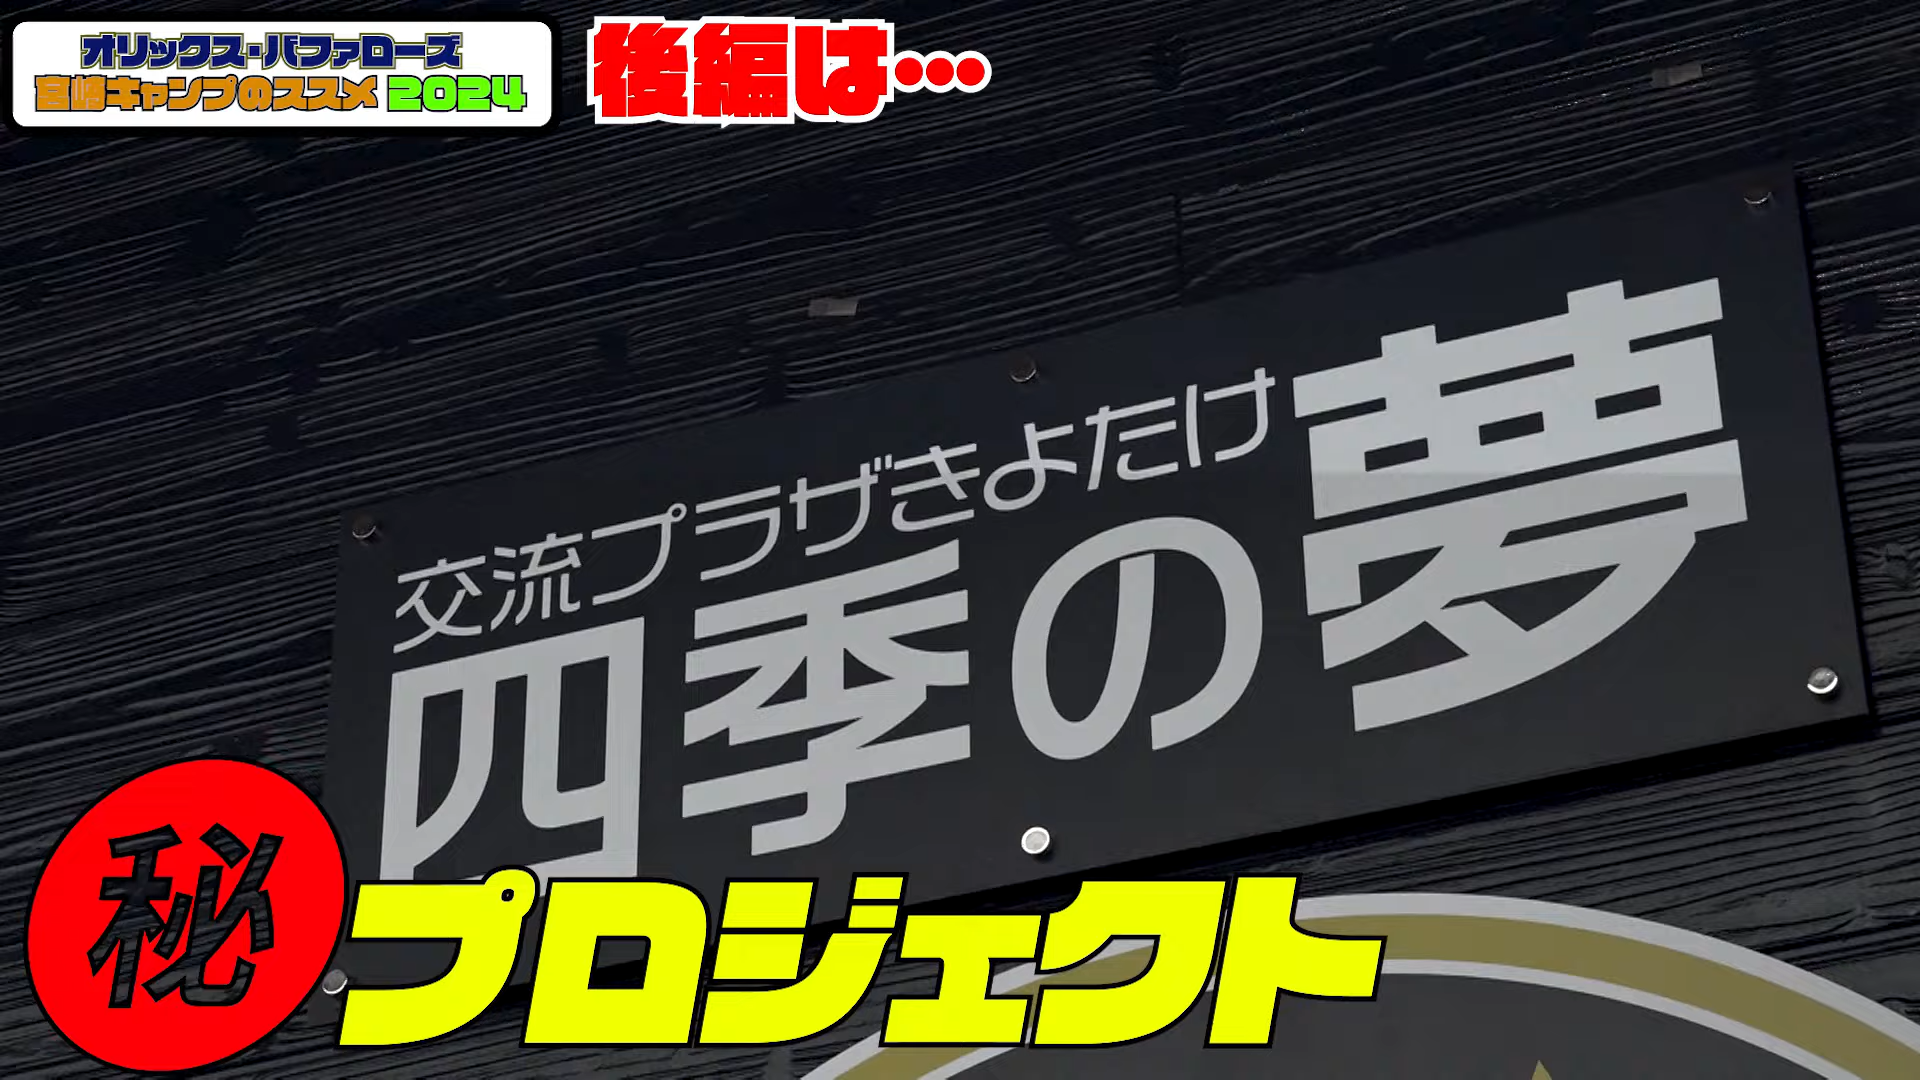 オリックス・バファローズ
宮崎キャンプのススメ 2024
後編は…
交流プラザきよたけ
四季の夢
㊙プロジェクト